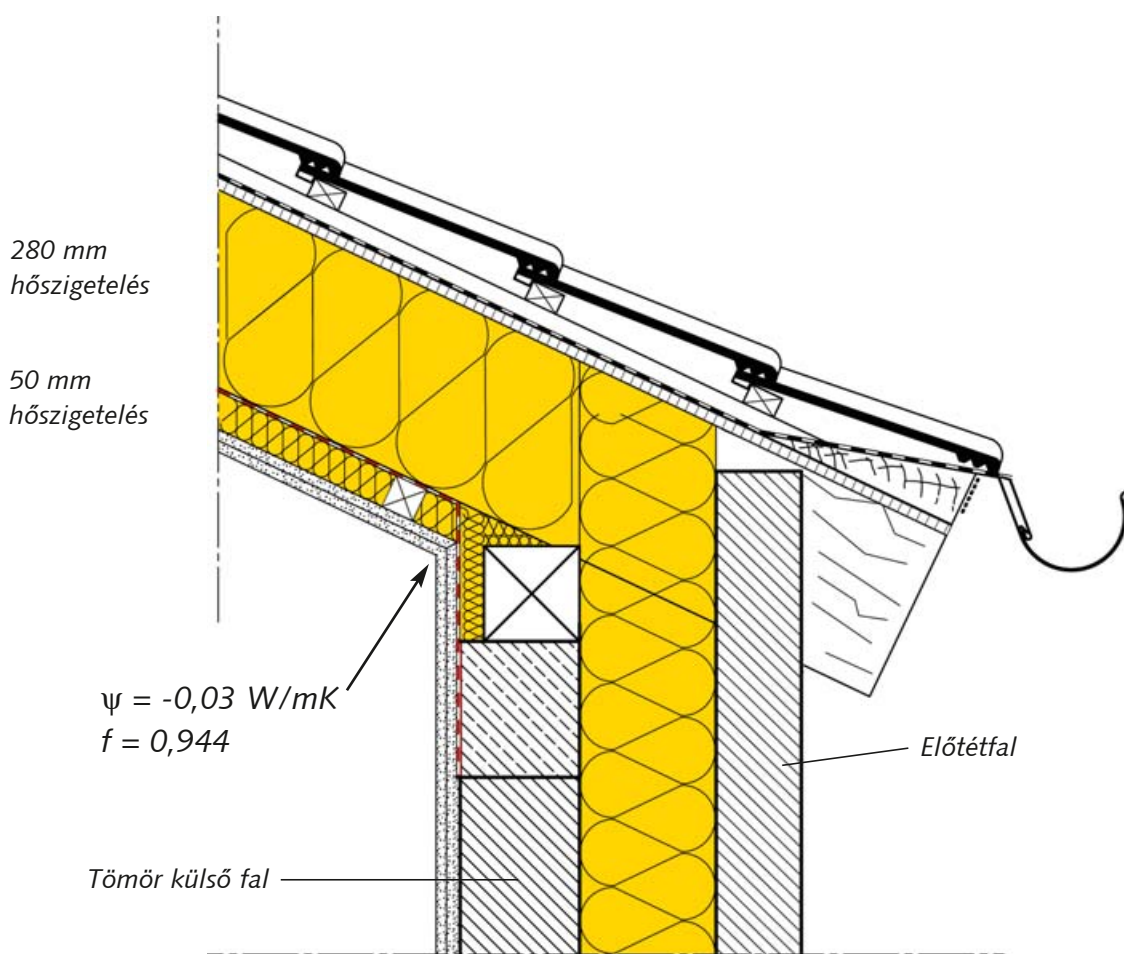 280 mm
hőszigetelés
50 mm
hőszigetelés
ψ = -0,03 W/mK
f = 0,944
Előtétfal
Tömör külső fal